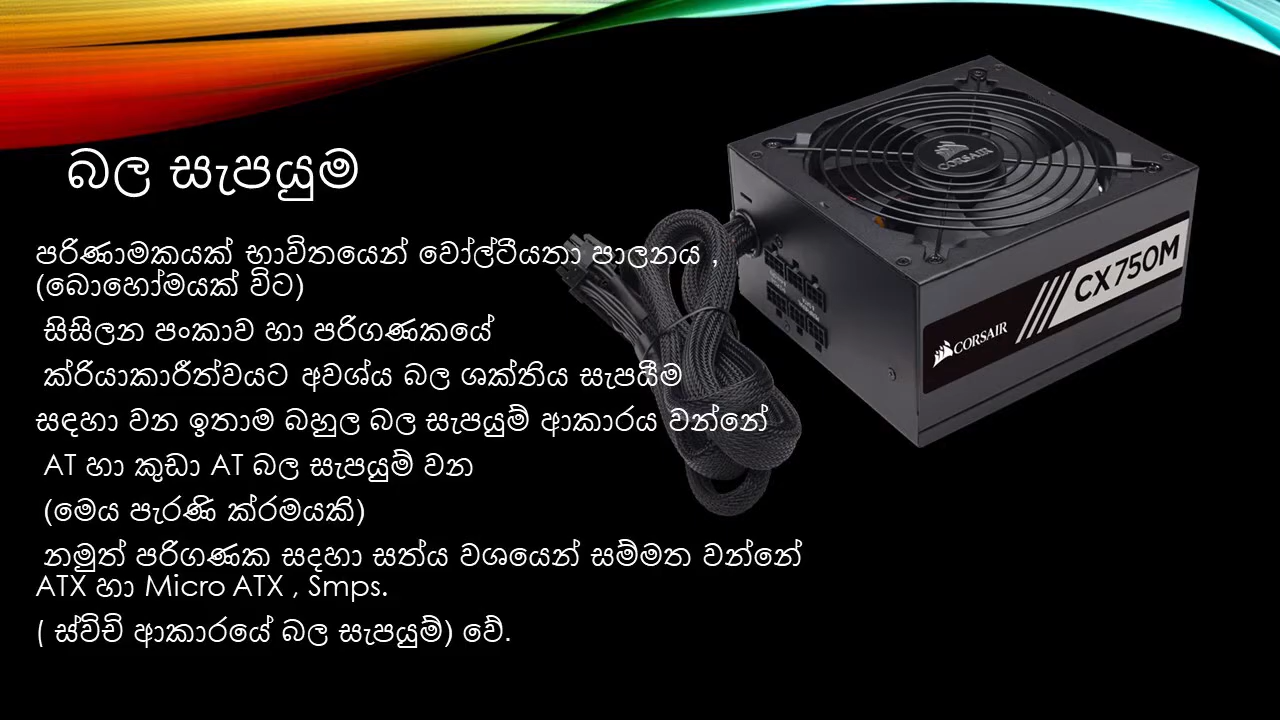 බල සැපයුම
පරිණාමකයක් භාවිතයෙන් වෝල්ටීයතා පාලනය ,
(බොහෝමයක් විට)
සිසිලන පංකාව හා පරිගණකයේ
ක්රියාකාරීත්වයට අවශ්ය බල ශක්තිය සැපයීම
සඳහා වන ඉතාම බහුල බල සැපයුම් ආකාරය වන්නේ
AT හා කුඩා AT බල සැපයුම් වන
(මෙය පැරණි ක්රමයකි)
නමුත් පරිගණක සදහා සත්ය වශයෙන් සම්මත වන්නේ
ATX හා Micro ATX , Smps.
( ස්විචි ආකාරයේ බල සැපයුම්) වේ.
CORSAIR
CX750M
CORSAIR